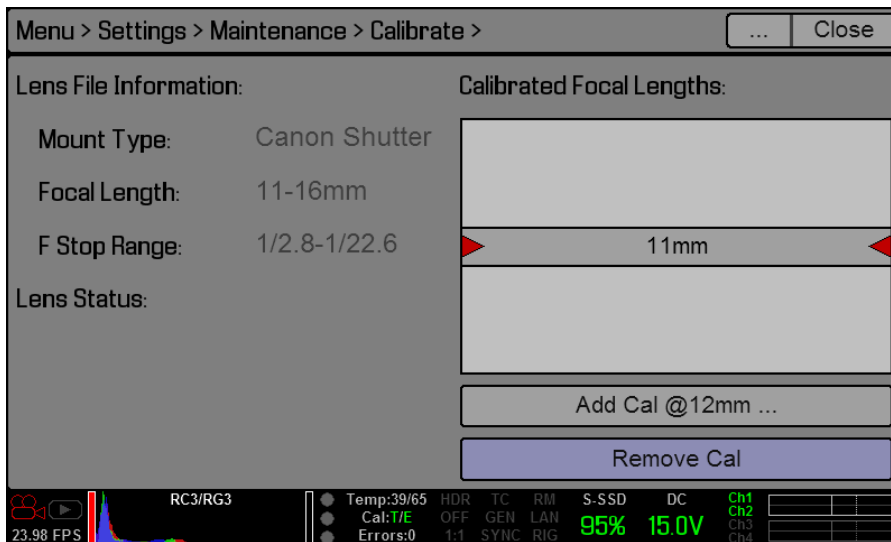 Menu > Settings > Maintenance > Calibrate >
...
Close
Lens File Information:
Mount Type: Canon Shutter
Focal Length: 11-16mm
F Stop Range: 1/2.8-1/22.6
Lens Status:
Calibrated Focal Lengths:
11mm
Add Cal @12mm ...
Remove Cal
23.98 FPS
RC3/RG3
Temp:39/65
Cal:T/E
Errors:0
HDR TC RM
OFF GEN LAN
1:1 SYNC RIG
S-SSD
95%
DC
15.0V
Ch1
Ch2
Ch3
Ch4